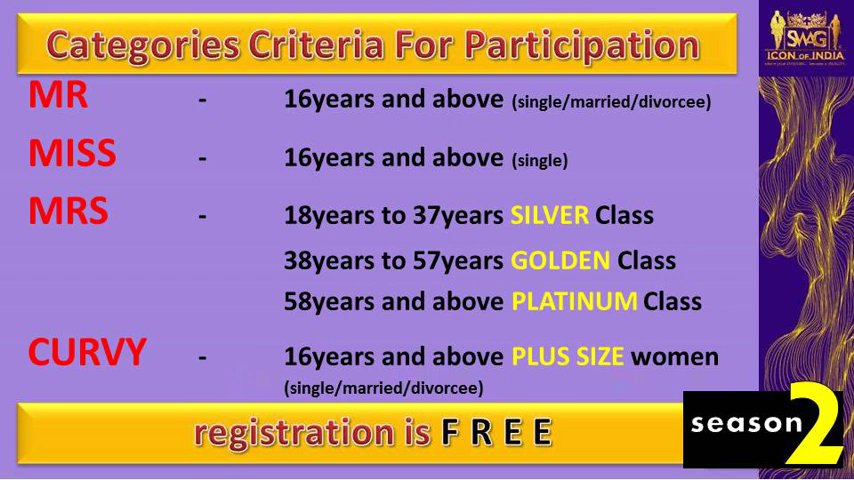 Categories Criteria For Participation
SWAG
ICON OF INDIA
MR - 16years and above (single/married/divorcee)
MISS - 16years and above (single)
MRS - 18years to 37years SILVER Class
38years to 57years GOLDEN Class
58years and above PLATINUM Class
CURVY - 16years and above PLUS SIZE women
(single/married/divorcee)
registration is F R E E
season 2